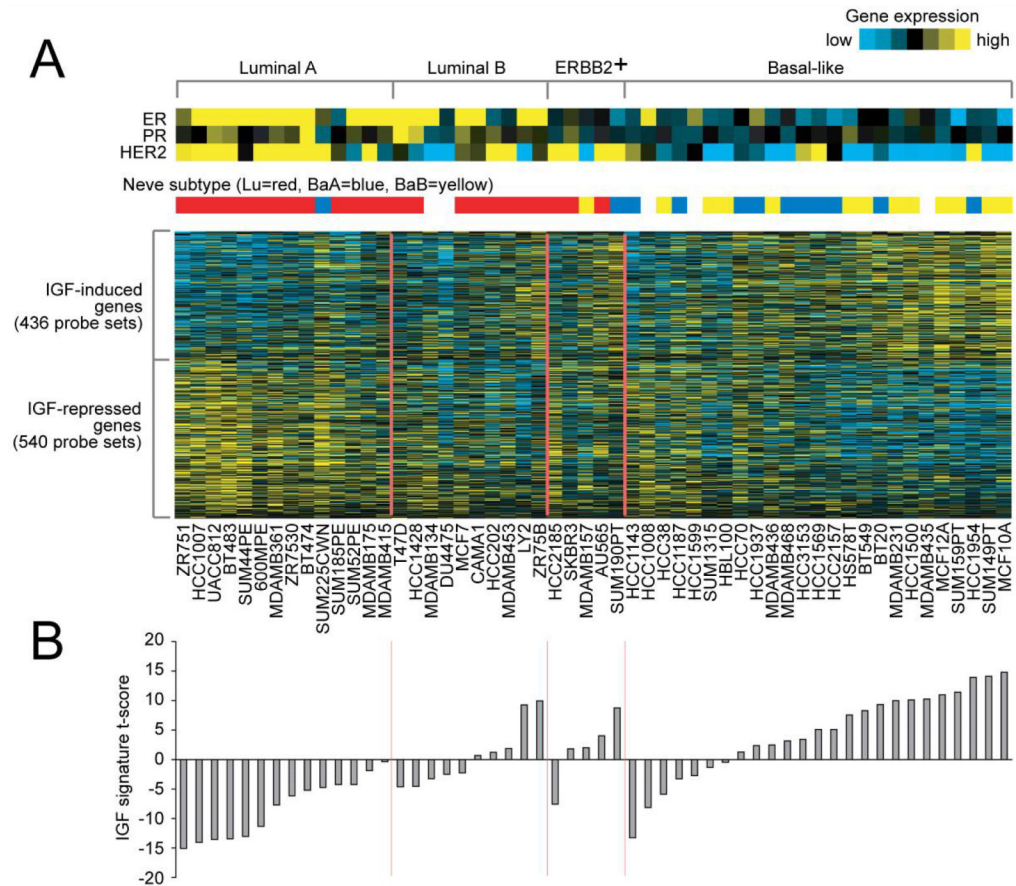 A
Gene expression
low high
Luminal A Luminal B ERBB2+ Basal-like
ER
PR
HER2
Neve subtype (Lu=red, BaA=blue, BaB=yellow)
IGF-induced
genes
(436 probe sets)
IGF-repressed
genes
(540 probe sets)
ZR751
HCC1007
UACC812
BT483
SUM44PE
600MPE
MDAMB361
ZR7530
BT474
SUM225CWN
SUM185PE
SUM52PE
MDAMB175
MDAMB415
T47D
HCC1428
MDAMB134
DU4475
MCF7
CAMA1
HCC202
MDAMB453
LY2
ZR75B
HCC2185
SKBR3
MDAMB157
AU565
SUM190PT
HCC1143
HCC1008
HCC38
HCC1187
HCC1599
SUM1315
HBL100
HCC70
HCC1937
MDAMB436
MDAMB468
HCC3153
HCC1569
HCC2157
HS578T
BT549
BT20
MDAMB231
HCC1500
MDAMB435
MCF12A
SUM159PT
HCC1954
SUM149PT
MCF10A
B
IGF signature t-score
20
15
10
5
0
-5
-10
-15
-20